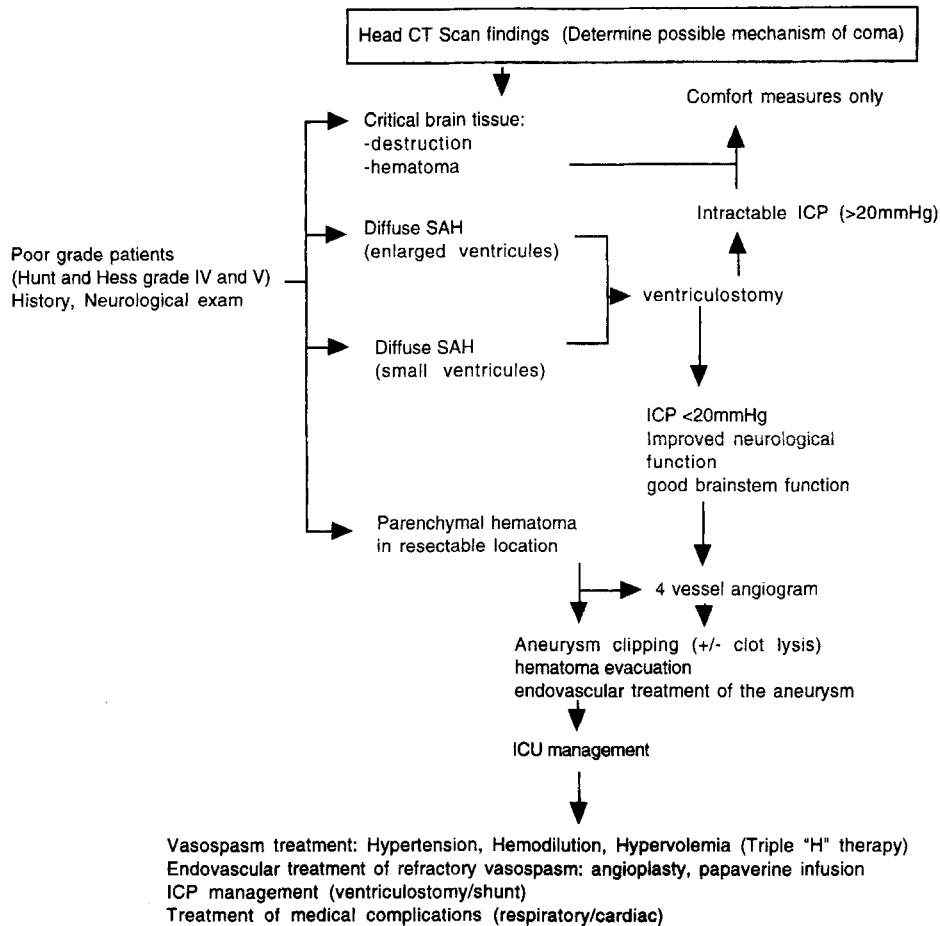 Head CT Scan findings (Determine possible mechanism of coma)
Comfort measures only
Critical brain tissue:
-destruction
-hematoma
Intractable ICP (>20mmHg)
Diffuse SAH
(enlarged ventricules)
Poor grade patients
(Hunt and Hess grade IV and V)
History, Neurological exam
ventriculostomy
Diffuse SAH
(small ventricules)
ICP <20mmHg
Improved neurological
function
good brainstem function
Parenchymal hematoma
in resectable location
4 vessel angiogram
Aneurysm clipping (+/- clot lysis)
hematoma evacuation
endovascular treatment of the aneurysm
ICU management
Vasospasm treatment: Hypertension, Hemodilution, Hypervolemia (Triple "H" therapy)
Endovascular treatment of refractory vasospasm: angioplasty, papaverine infusion
ICP management (ventriculostomy/shunt)
Treatment of medical complications (respiratory/cardiac)